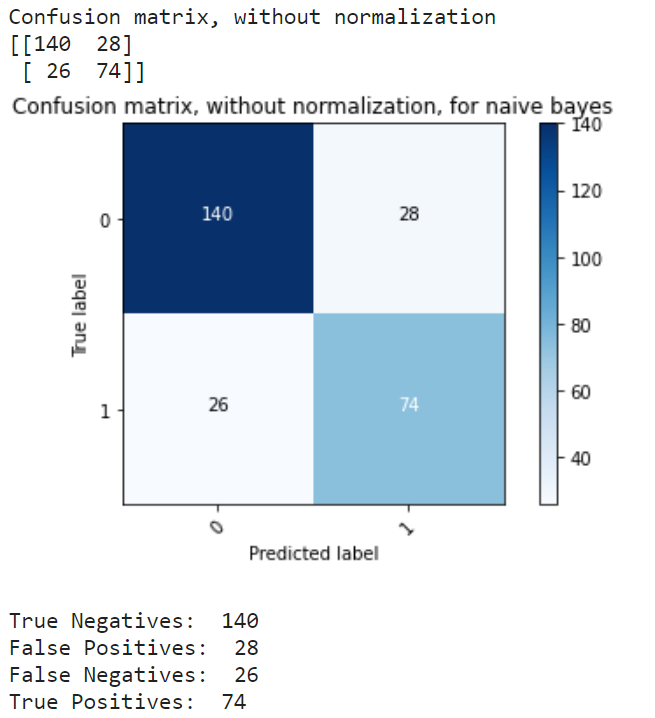 Confusion matrix, without normalization
[[140  28]
 [ 26  74]]
Confusion matrix, without normalization, for naive bayes
140
120
100
80
60
40
0
140
28
True label
1
26
74
0
1
Predicted label
True Negatives:  140
False Positives:  28
False Negatives:  26
True Positives:  74